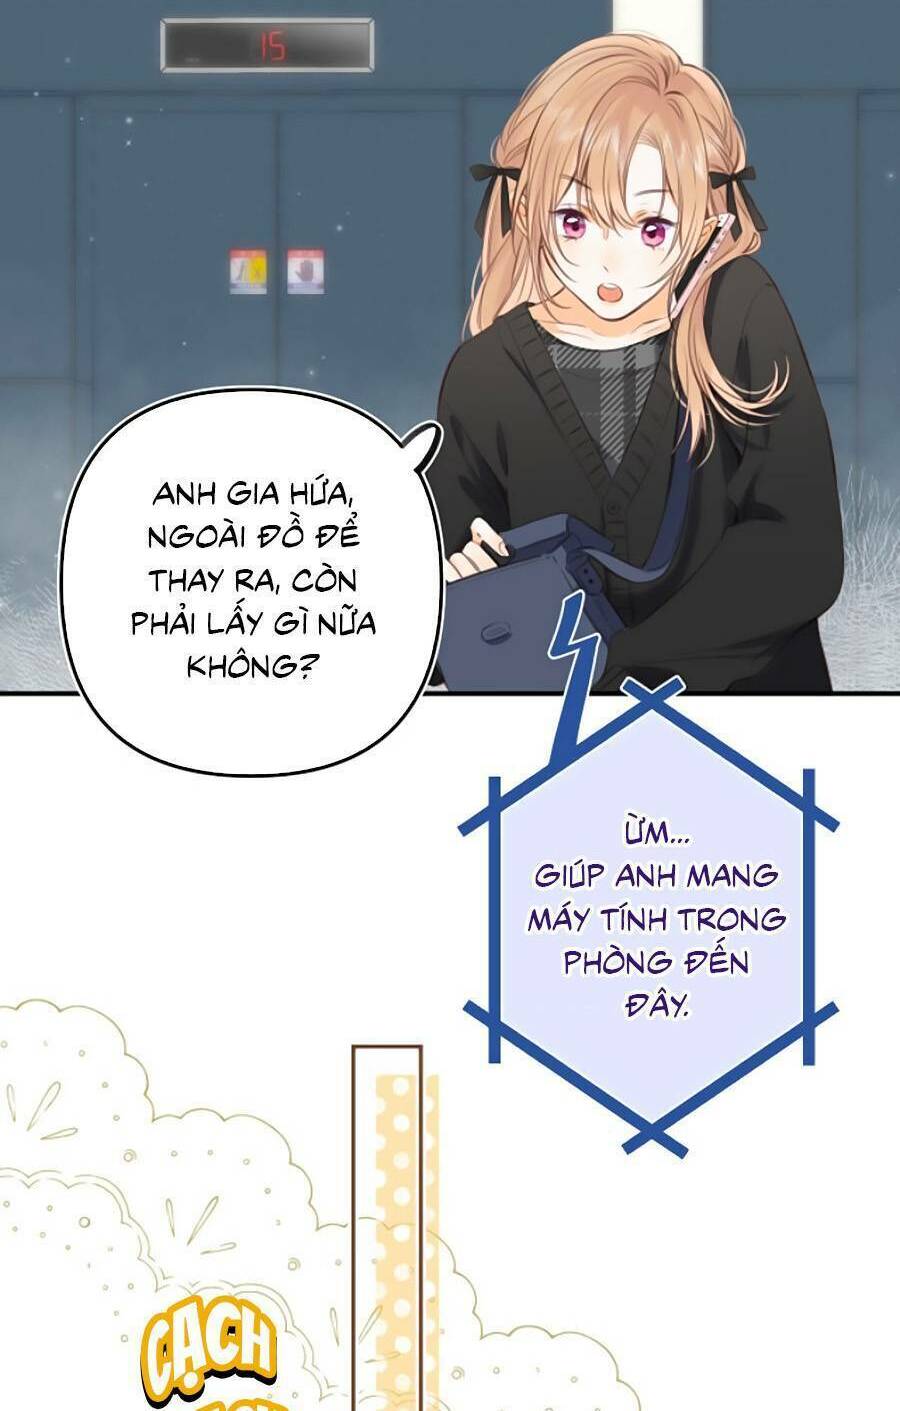 15
ANH GIA HỨA,
NGOÀI ĐỒ ĐỂ
THAY RA, CÒN
PHẢI LẤY GÌ NỮA
KHÔNG?
ỪM...
GIÚP ANH MANG
MÁY TÍNH TRONG
PHÒNG ĐẾN
ĐÂY.
CẠCH